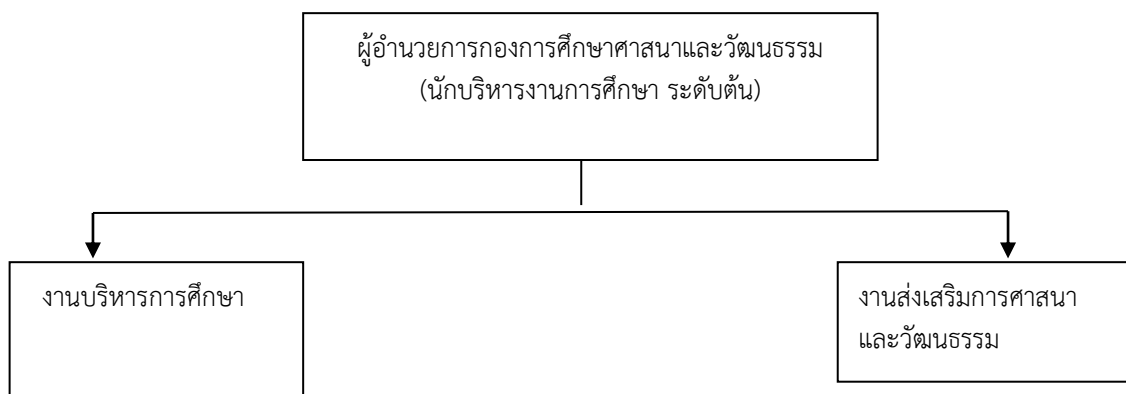 ผู้อำนวยการกองการศึกษาศาสนาและวัฒนธรรม
(นักบริหารงานการศึกษา ระดับต้น)
งานบริหารการศึกษา
งานส่งเสริมการศาสนา
และวัฒนธรรม